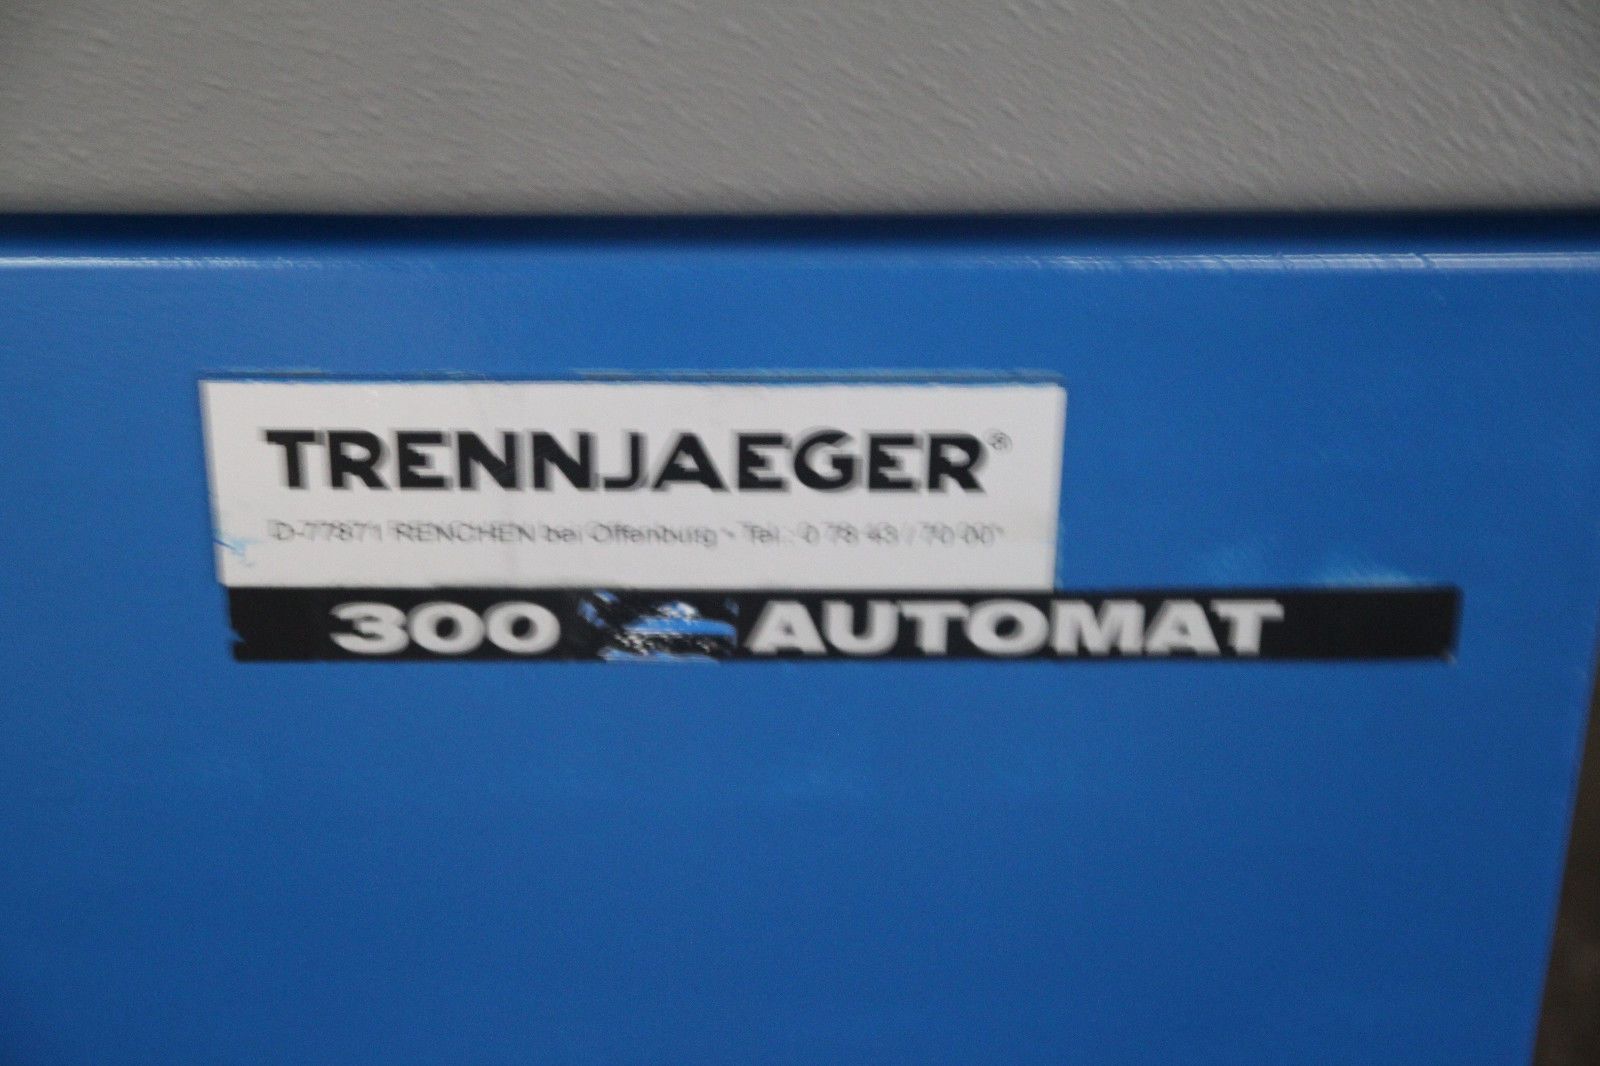 TRENNJAEGER®
D-77871 RENCHEN bei Offenburg - Tel.: 0 78 43 / 70 00
300 AUTOMAT